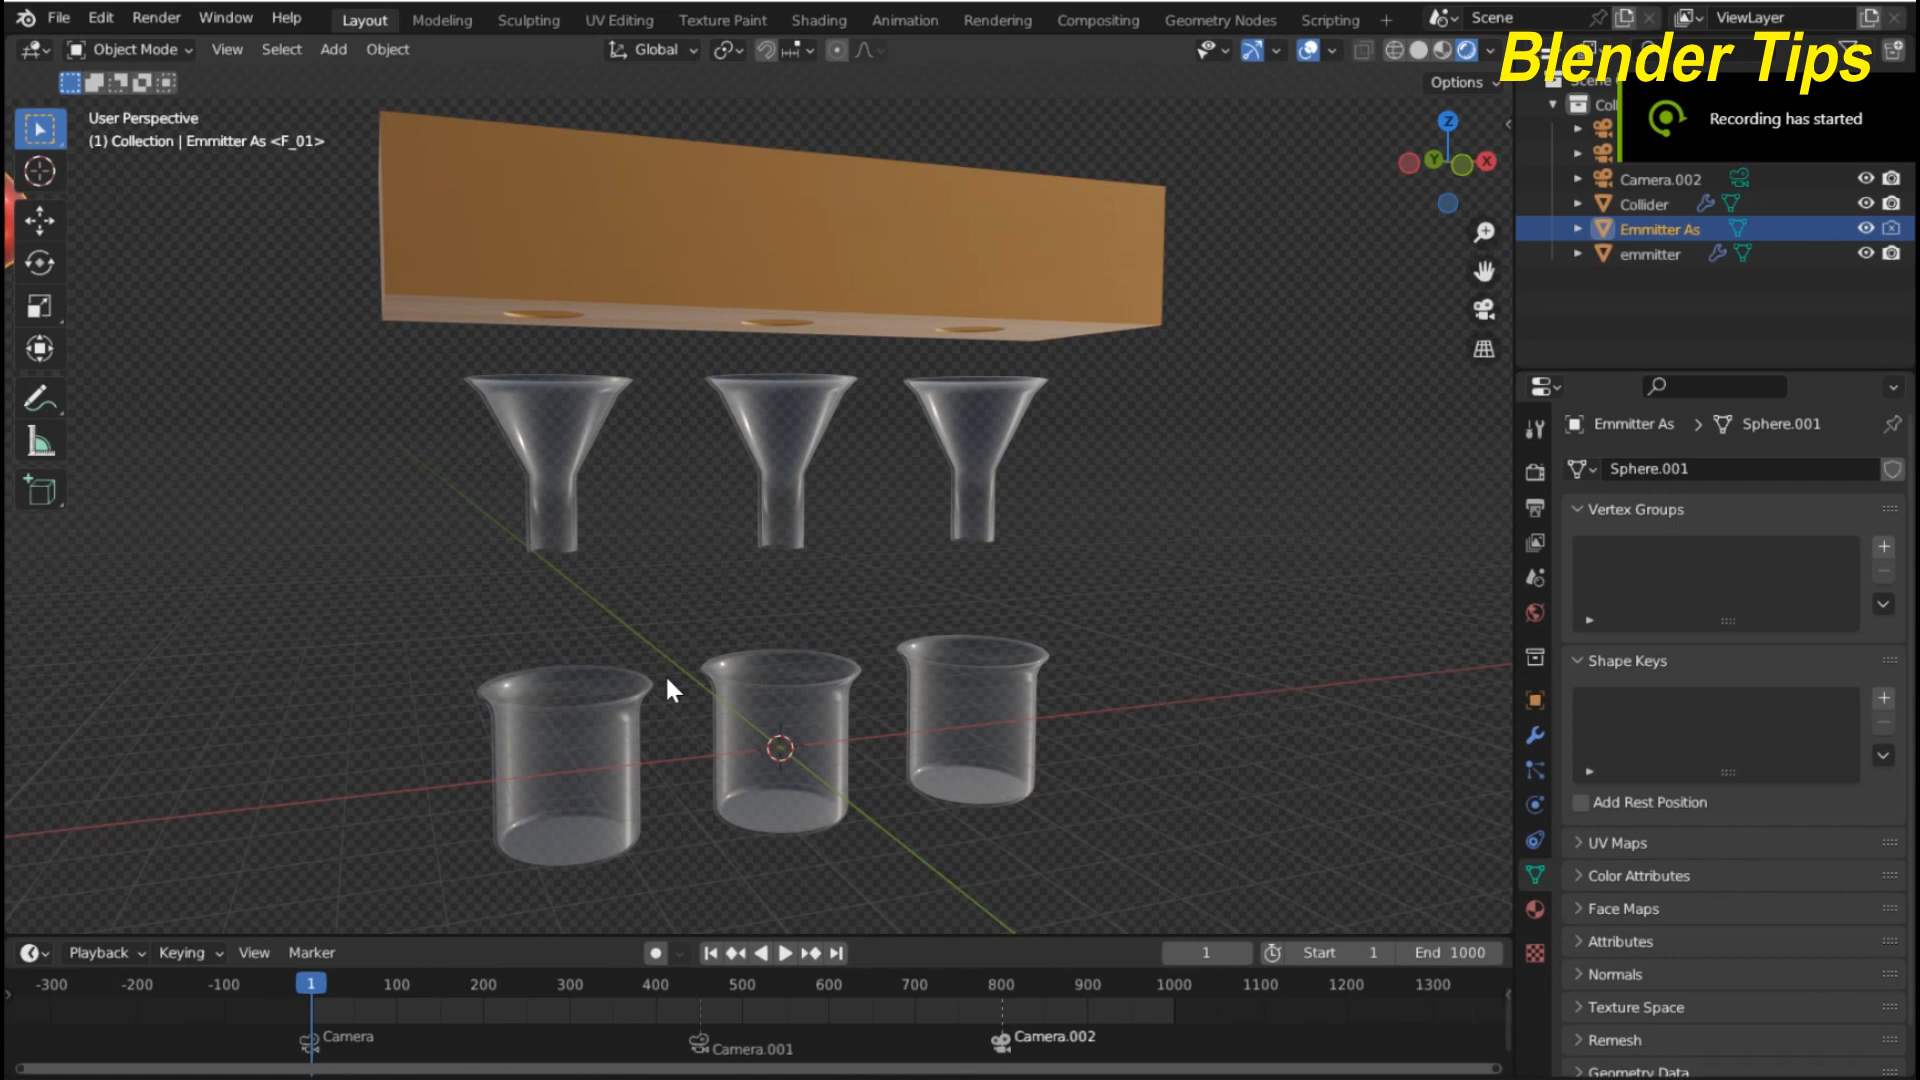 File Edit Render Window Help Layout Modeling Sculpting UV Editing Texture Paint Shading Animation Rendering Compositing Geometry Nodes Scripting + Scene ViewLayer
Object Mode View Select Add Object Global
Blender Tips
Options
Scene
User Perspective
(1) Collection | Emmitter As <F_01>
Coll
Recording has started
Z
Y
X
Camera.002
Collider
Emmitter As
emmitter
Emmitter As > Sphere.001
Sphere.001
Vertex Groups
Shape Keys
Add Rest Position
UV Maps
Color Attributes
Face Maps
Attributes
Normals
Texture Space
Remesh
Geometry Data
Playback Keying View Marker 1 Start 1 End 1000
-300 -200 -100 1 100 200 300 400 500 600 700 800 900 1000 1100 1200 1300
Camera
Camera.001
Camera.002